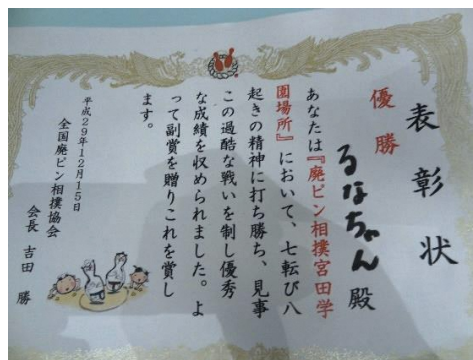 表彰状
優勝
るなちゃん殿
あなたは『廃ピン相撲宮田学
園場所』において、七転び八
起きの精神に打ち勝ち、見事
この過酷な戦いを制し優秀
な成績を収められました。よ
って副賞を贈りこれを賞し
ます。
平成29年12月15日
全国廃ピン相撲協会
会長 吉田 勝